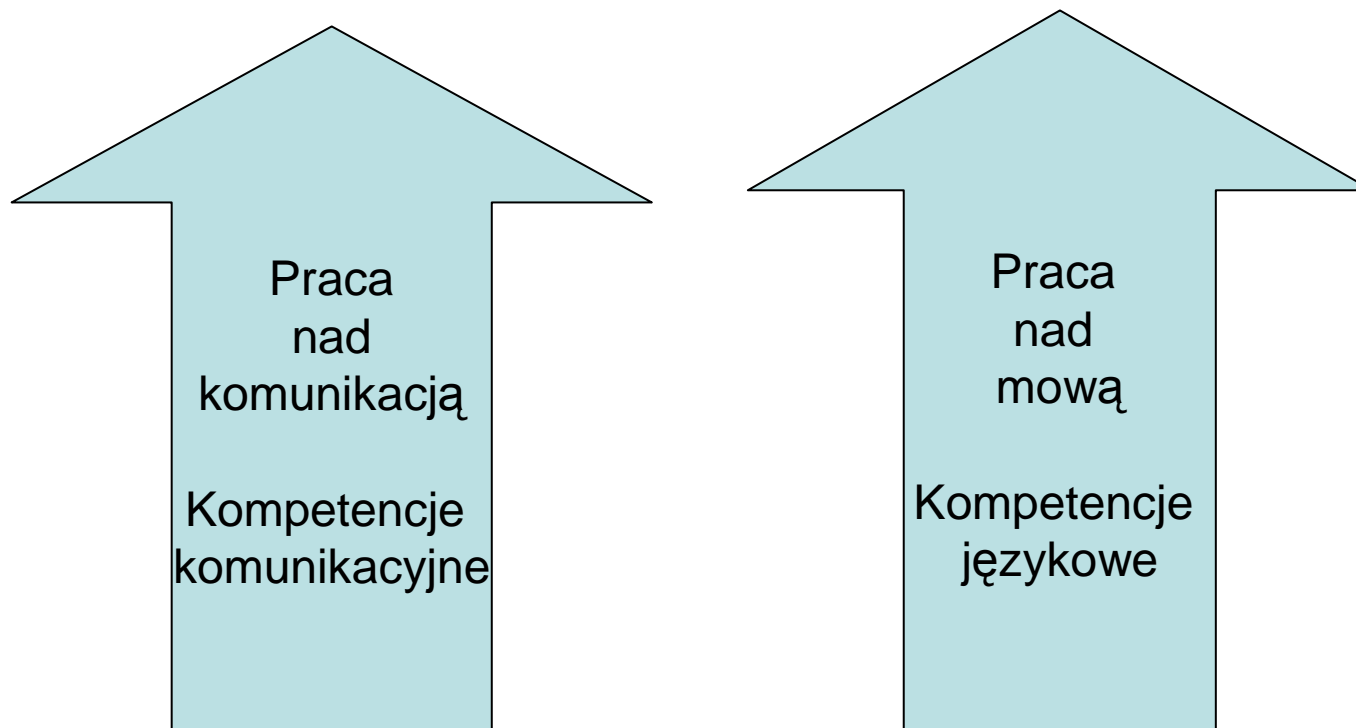 Praca
nad
komunikacją
Kompetencje
komunikacyjne
Praca
nad
mową
Kompetencje
językowe